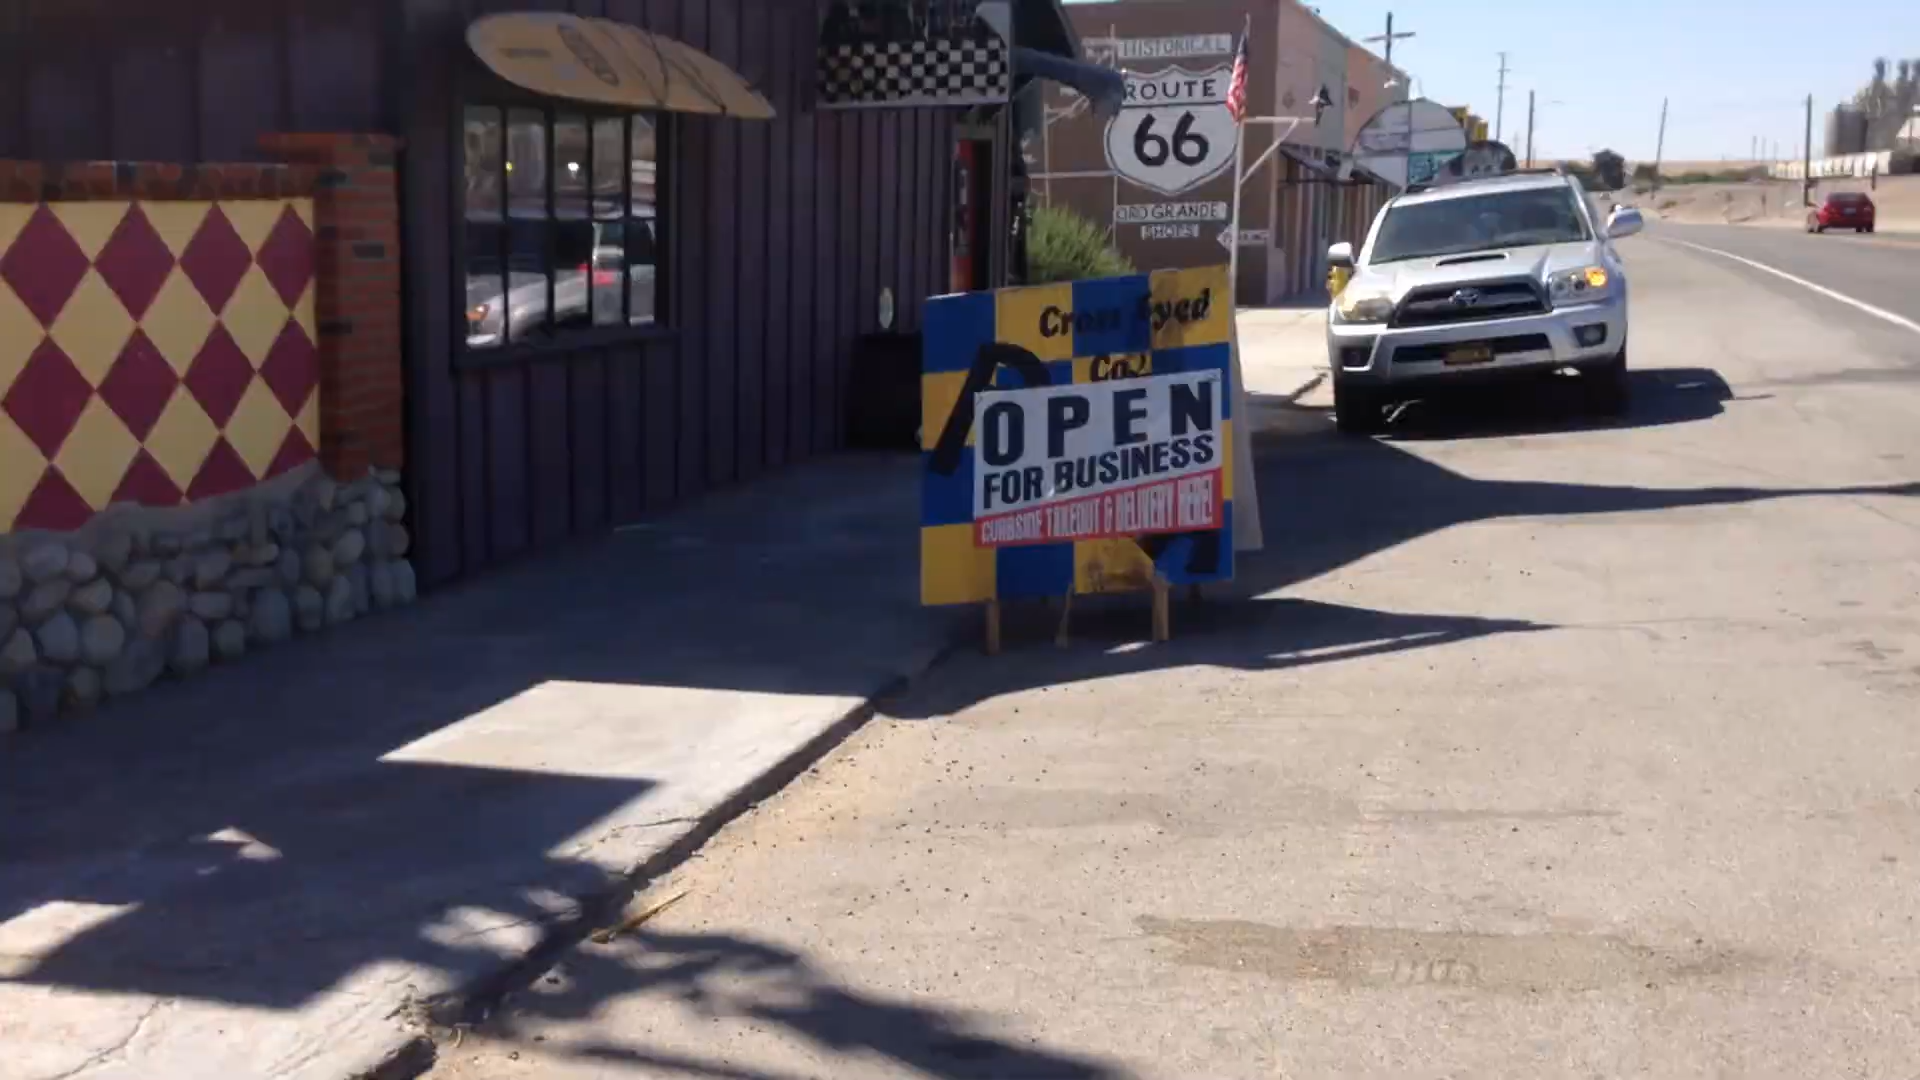 HISTORICAL
ROUTE
66
ORO GRANDE
SHOPS
Cross Eyed
OPEN
FOR BUSINESS
CURBSIDE TAKEOUT & DELIVERY HERE!